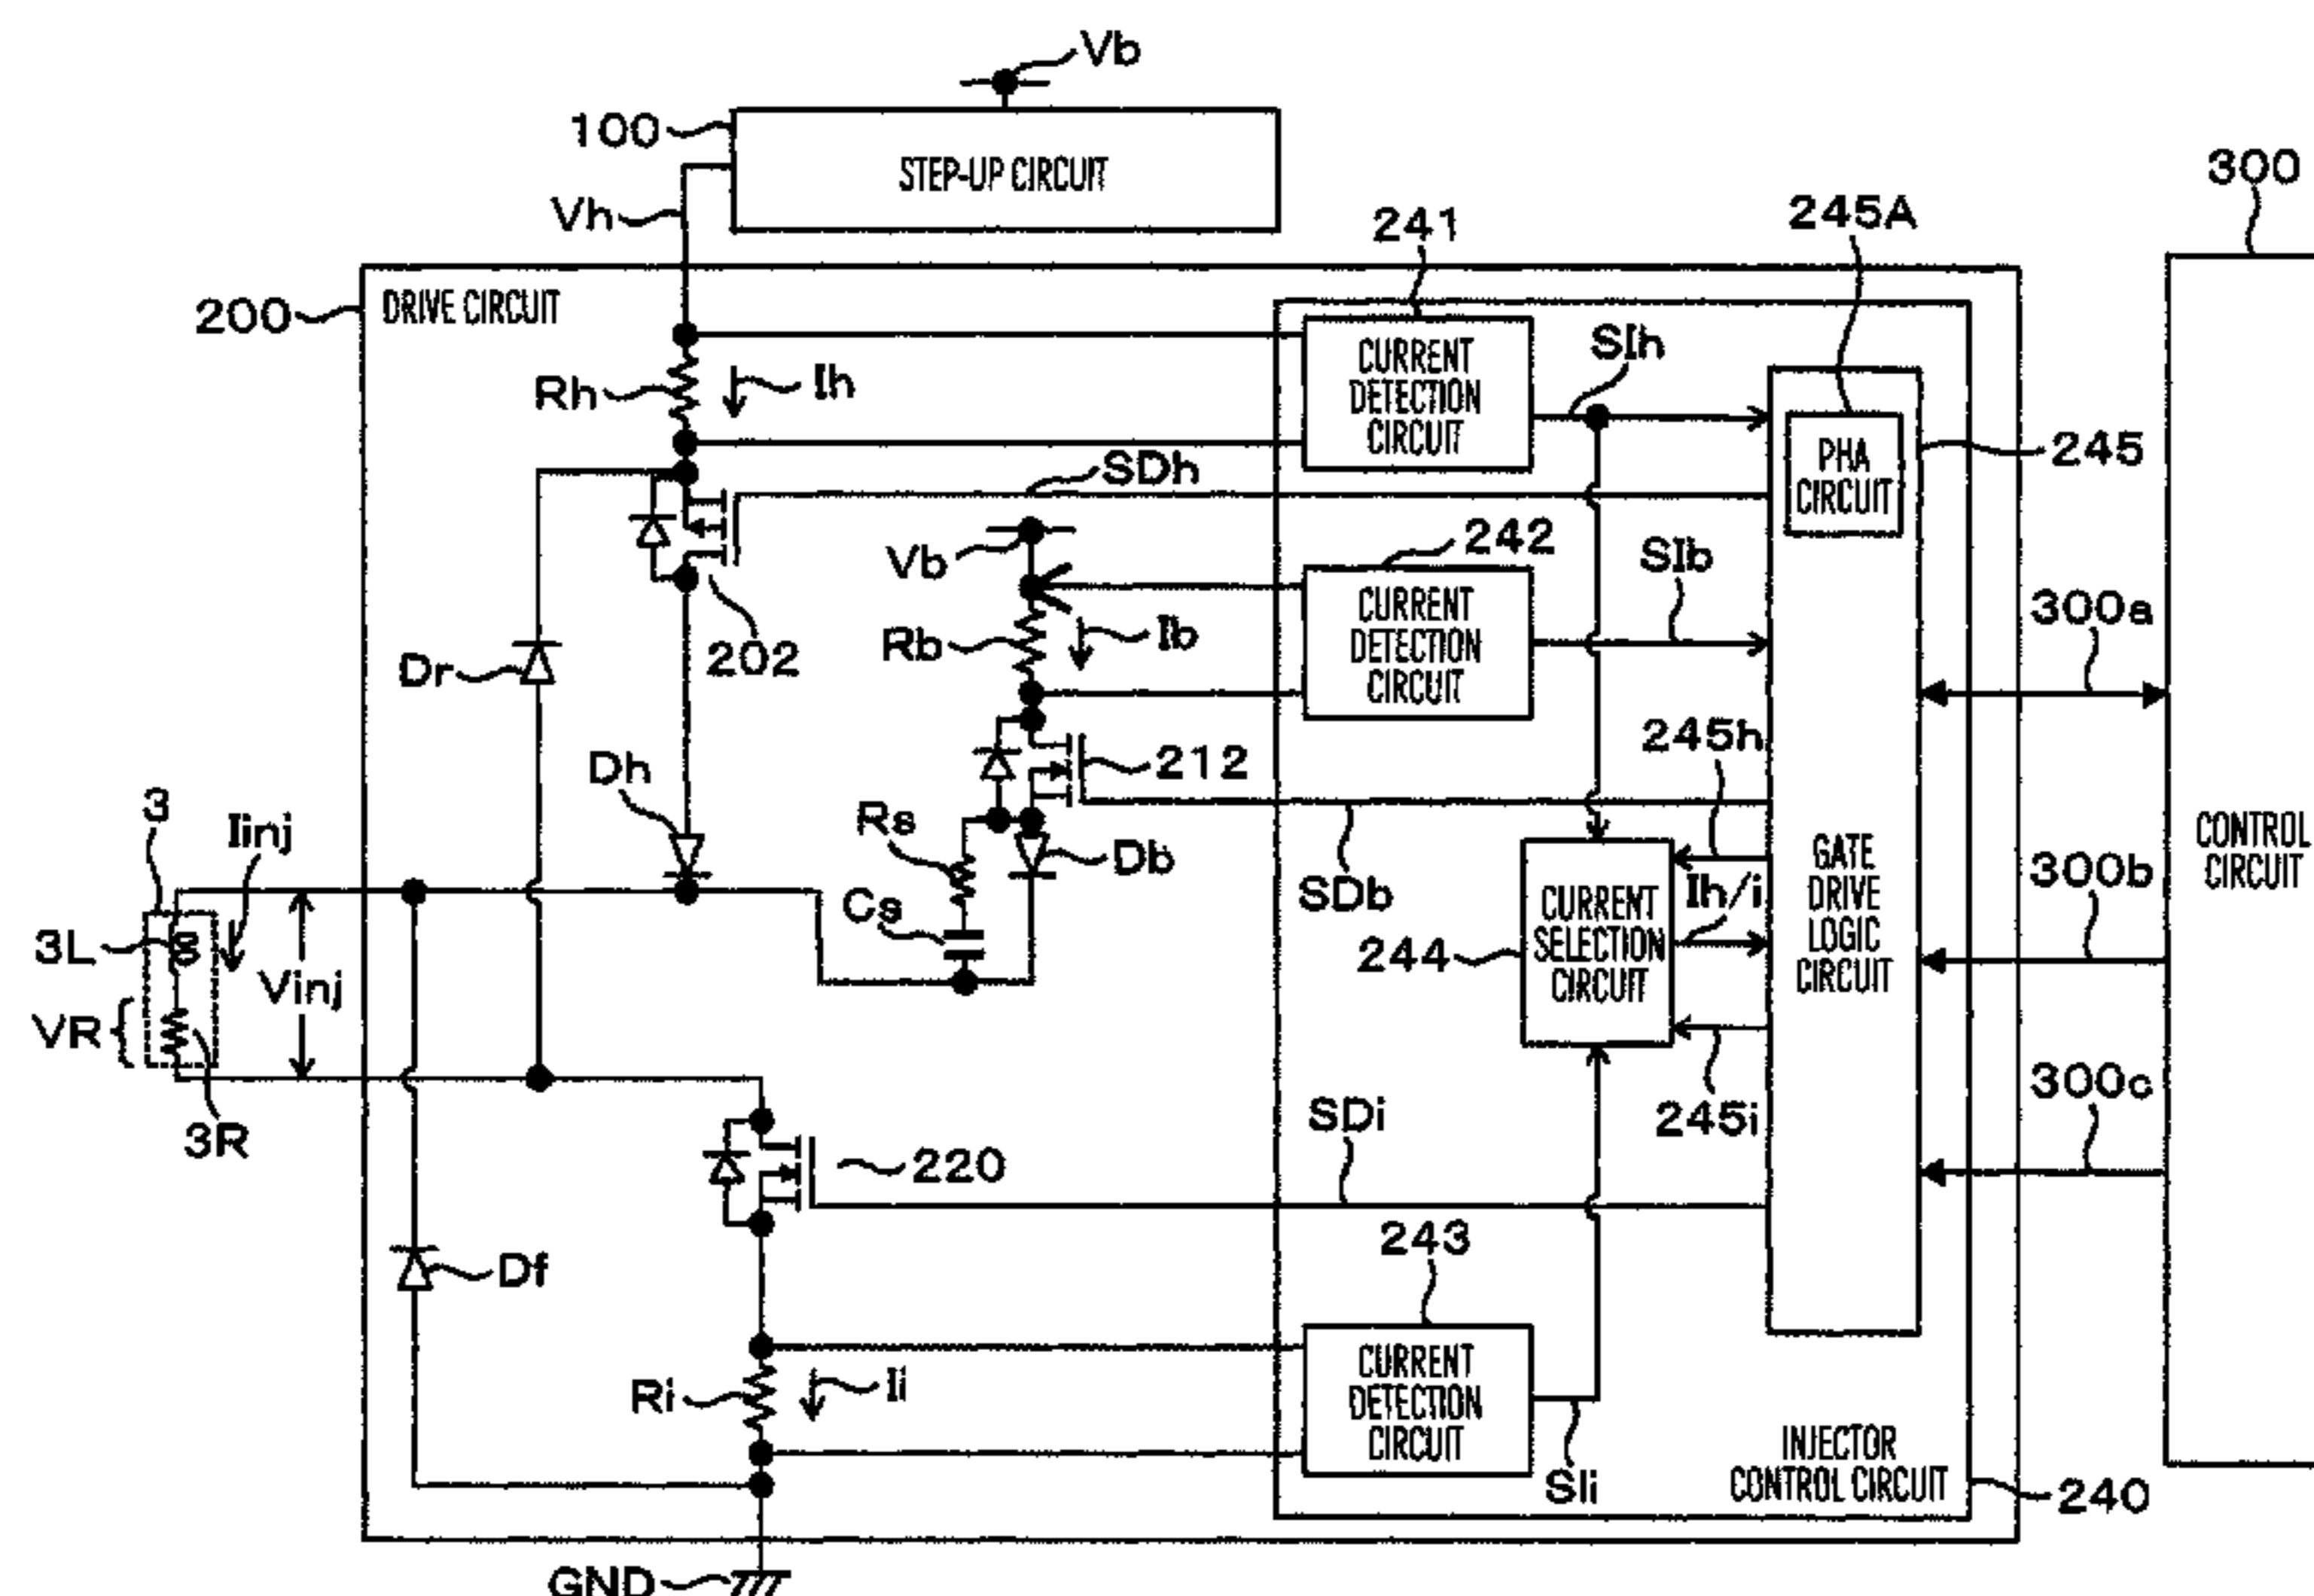 Vb
100
STEP-UP CIRCUIT
Vh
300
241
245A
200
DRIVE CIRCUIT
CURRENT
DETECTION
CIRCUIT
SIh
Rh
Ih
PHA
CIRCUIT
245
SDh
Vb
242
SIb
CURRENT
DETECTION
CIRCUIT
300a
Rb
Ib
202
Dr
245h
212
Dh
3
Iinj
Rs
Db
SDb
Cs
3L
Vinj
VR
3R
244
CURRENT
SELECTION
CIRCUIT
Ih/i
GATE
DRIVE
LOGIC
CIRCUIT
CONTROL
CIRCUIT
300b
300c
245i
SDi
220
243
Df
Ri
Ii
CURRENT
DETECTION
CIRCUIT
SIi
INJECTOR
CONTROL CIRCUIT
240
GND